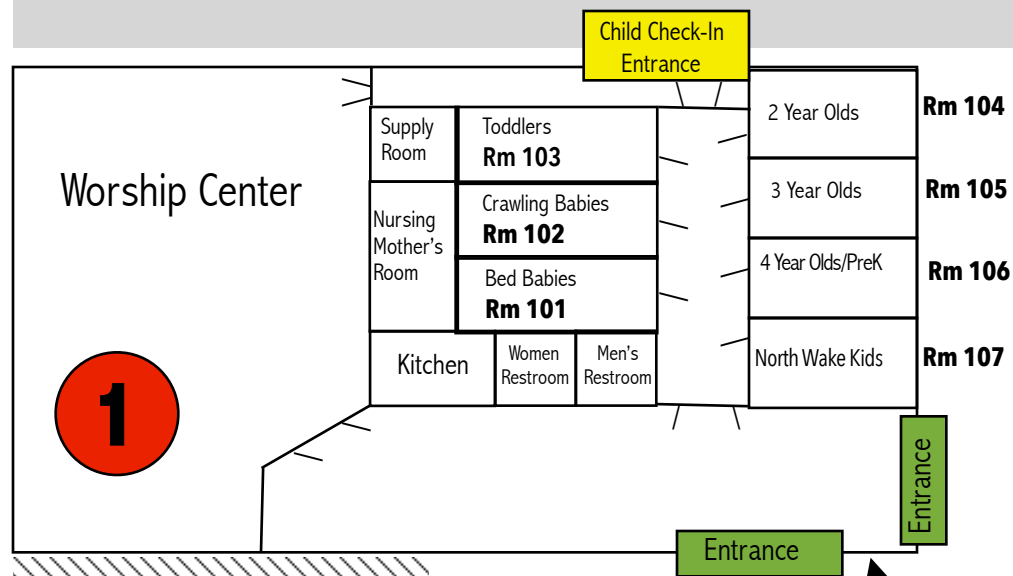 Child Check-In
Entrance
Worship Center
Supply
Room
Toddlers
Rm 103
2 Year Olds
Rm 104
Nursing
Mother's
Room
Crawling Babies
Rm 102
3 Year Olds
Rm 105
Bed Babies
Rm 101
4 Year Olds/PreK
Rm 106
Kitchen
Women
Restroom
Men's
Restroom
North Wake Kids
Rm 107
1
Entrance
Entrance